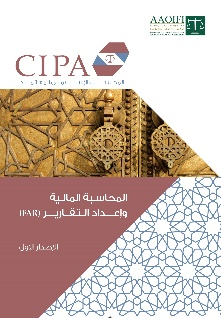 AAOIFI
CIPA
المحاسبة المالية
وإعداد التقارير (FAR)
الإصدار الأول